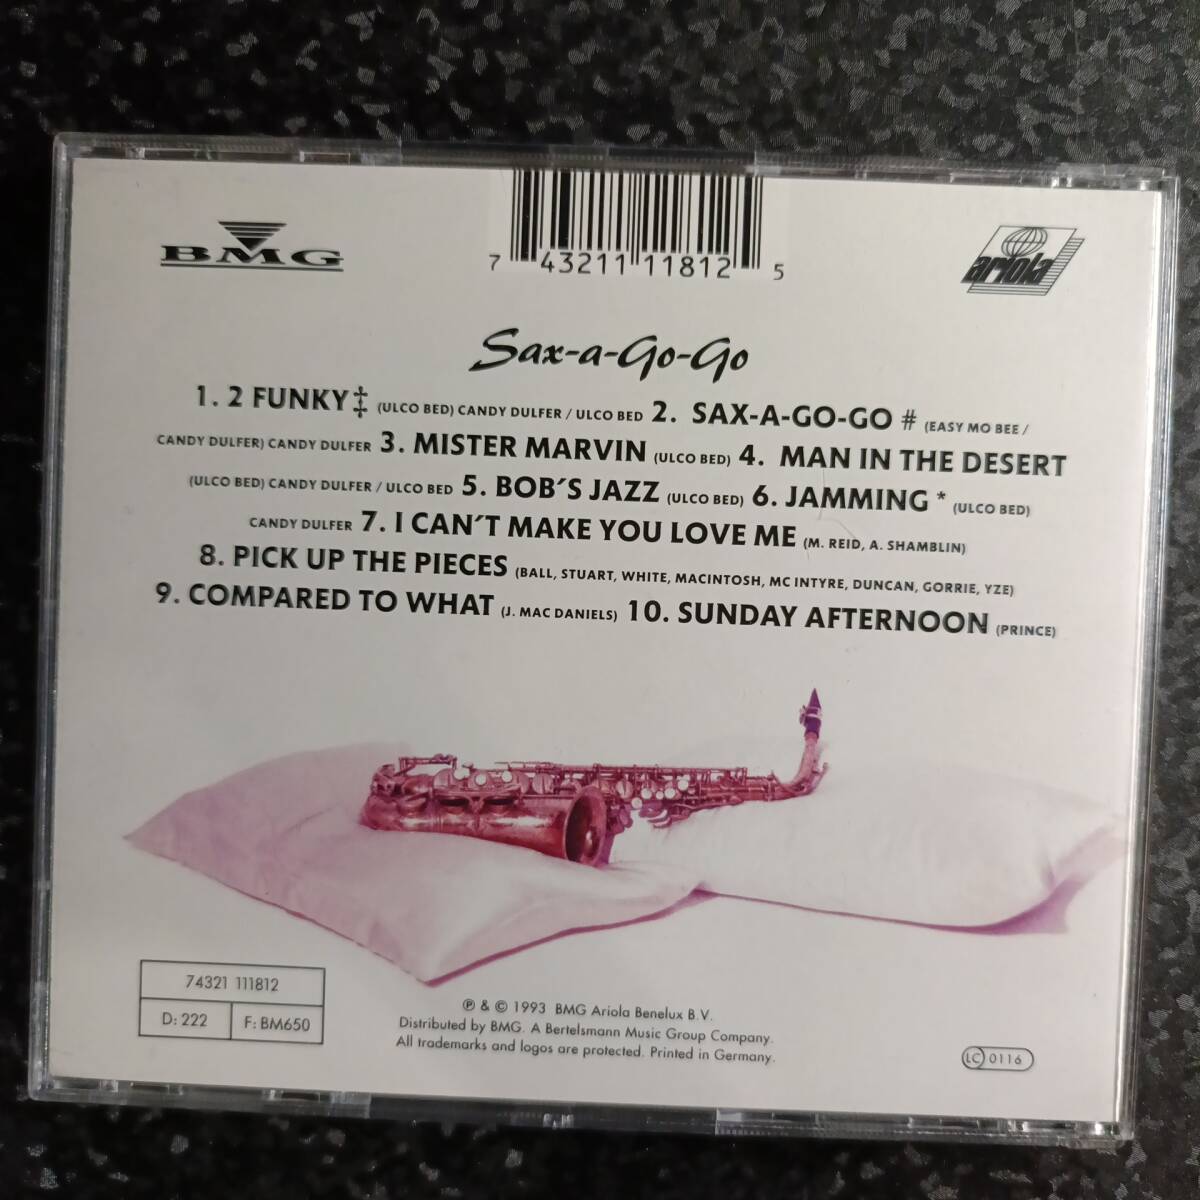 BMG
7 43211 11812 5
ariola
Sax-a-Go-Go
1. 2 FUNKY‡ (ULCO BED) CANDY DULFER / ULCO BED 2. SAX-A-GO-GO # (EASY MO BEE /
CANDY DULFER) CANDY DULFER 3. MISTER MARVIN (ULCO BED) 4. MAN IN THE DESERT
(ULCO BED) CANDY DULFER / ULCO BED 5. BOB'S JAZZ (ULCO BED) 6. JAMMING * (ULCO BED)
CANDY DULFER 7. I CAN'T MAKE YOU LOVE ME (M. REID, A. SHAMBLIN)
8. PICK UP THE PIECES (BALL, STUART, WHITE, MACINTOSH, MC INTYRE, DUNCAN, GORRIE, YZE)
9. COMPARED TO WHAT (J. MAC DANIELS) 10. SUNDAY AFTERNOON (PRINCE)
74321 111812
D: 222 F: BM650
℗ & © 1993 BMG Ariola Benelux B.V.
Distributed by BMG. A Bertelsmann Music Group Company.
All trademarks and logos are protected. Printed in Germany.
LC 0116